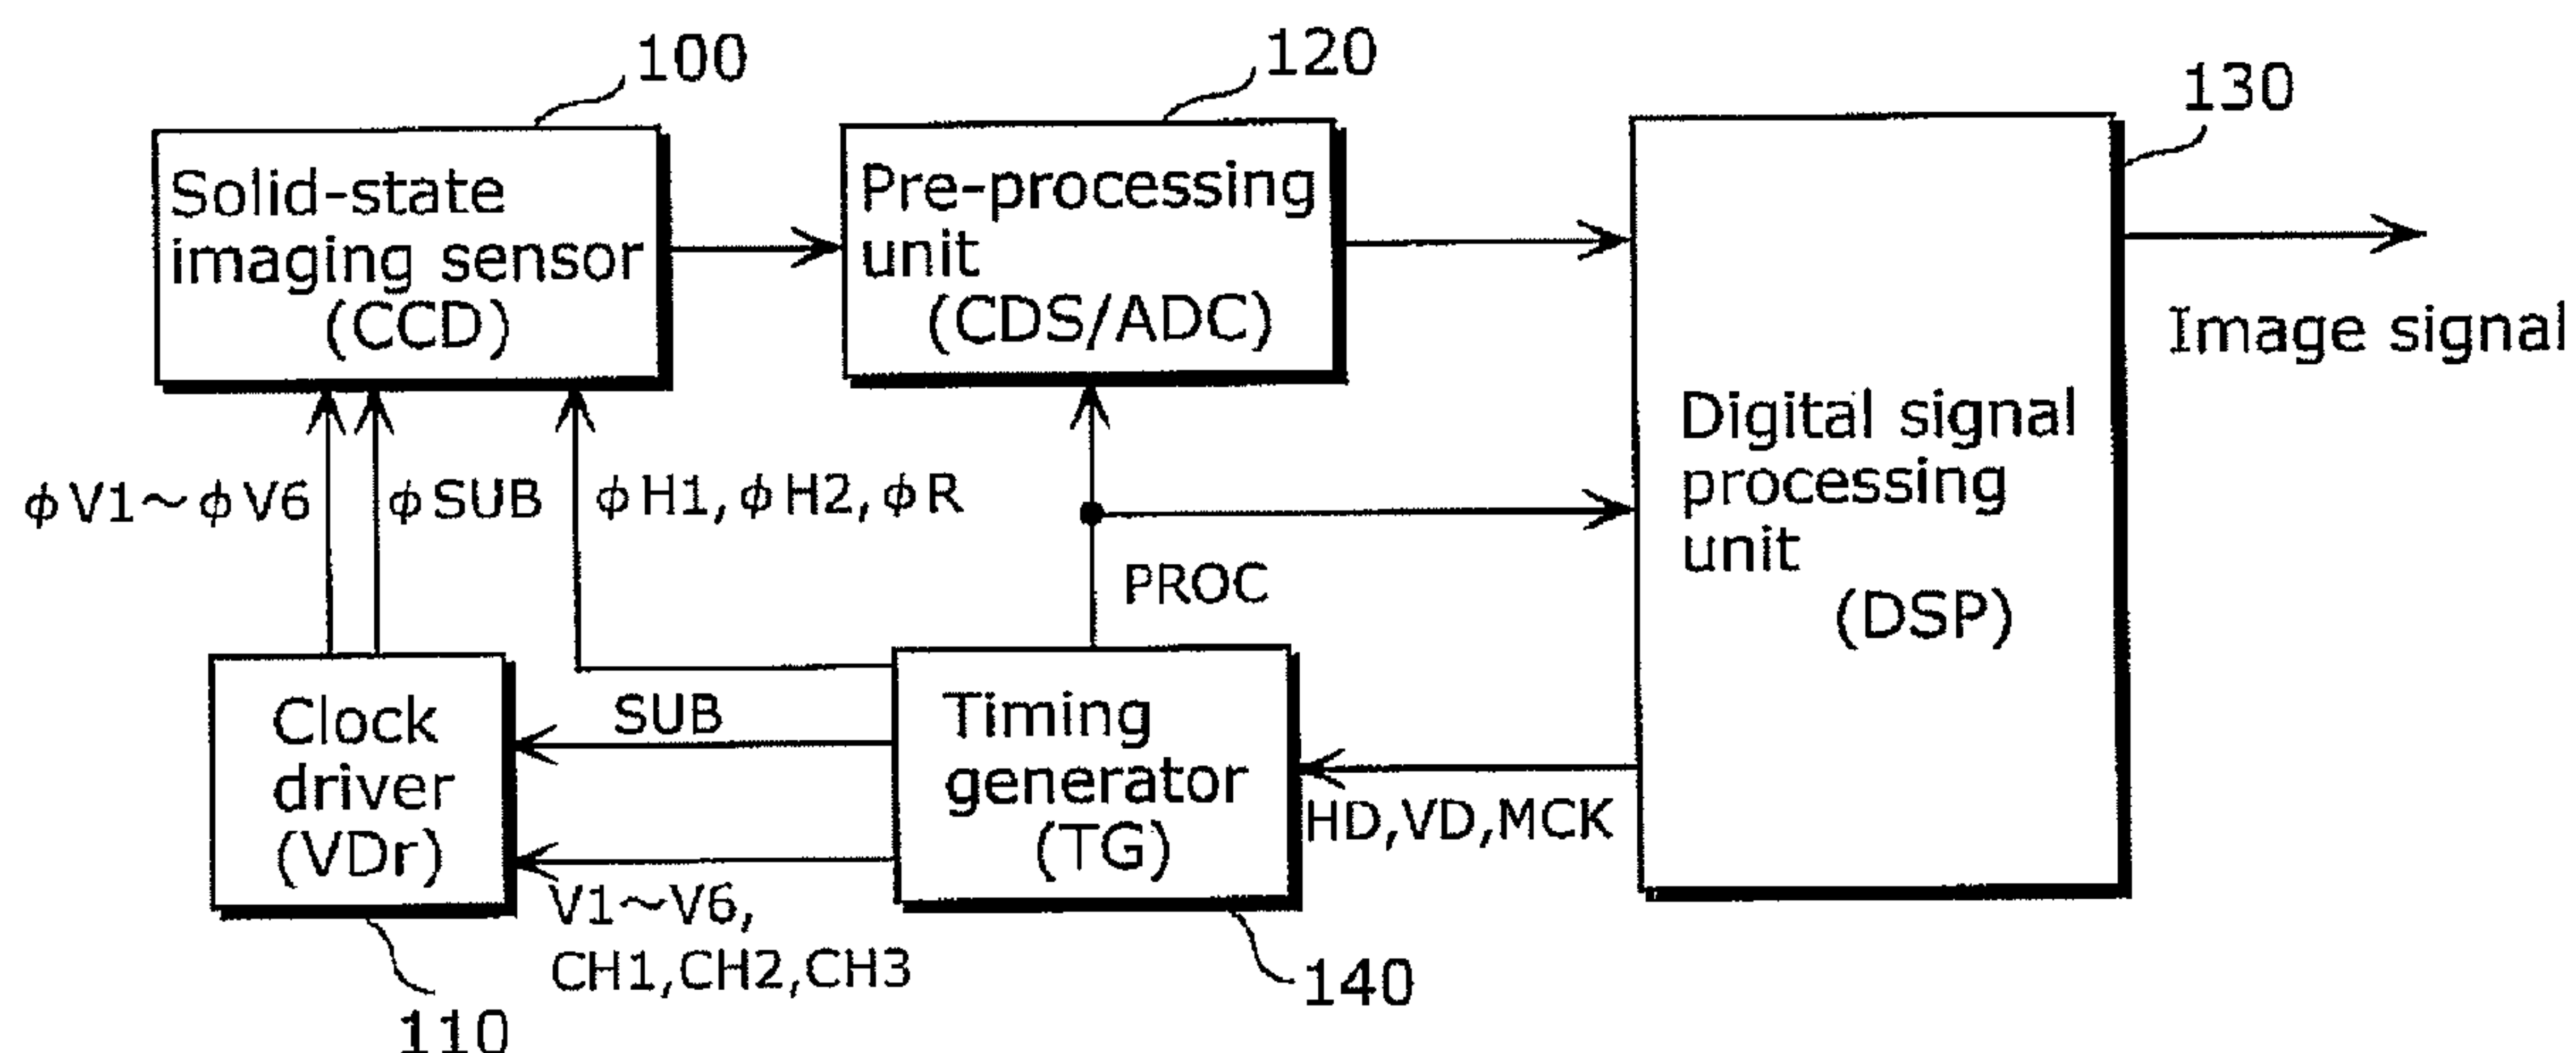 100
120
130
Solid-state
imaging sensor
(CCD)
Pre-processing
unit
(CDS/ADC)
Image signal
Digital signal
processing
unit
(DSP)
ϕV1~ϕV6
ϕSUB
ϕH1,ϕH2,ϕR
PROC
Clock
driver
(VDr)
SUB
Timing
generator
(TG)
HD,VD,MCK
V1~V6,
CH1,CH2,CH3
140
110